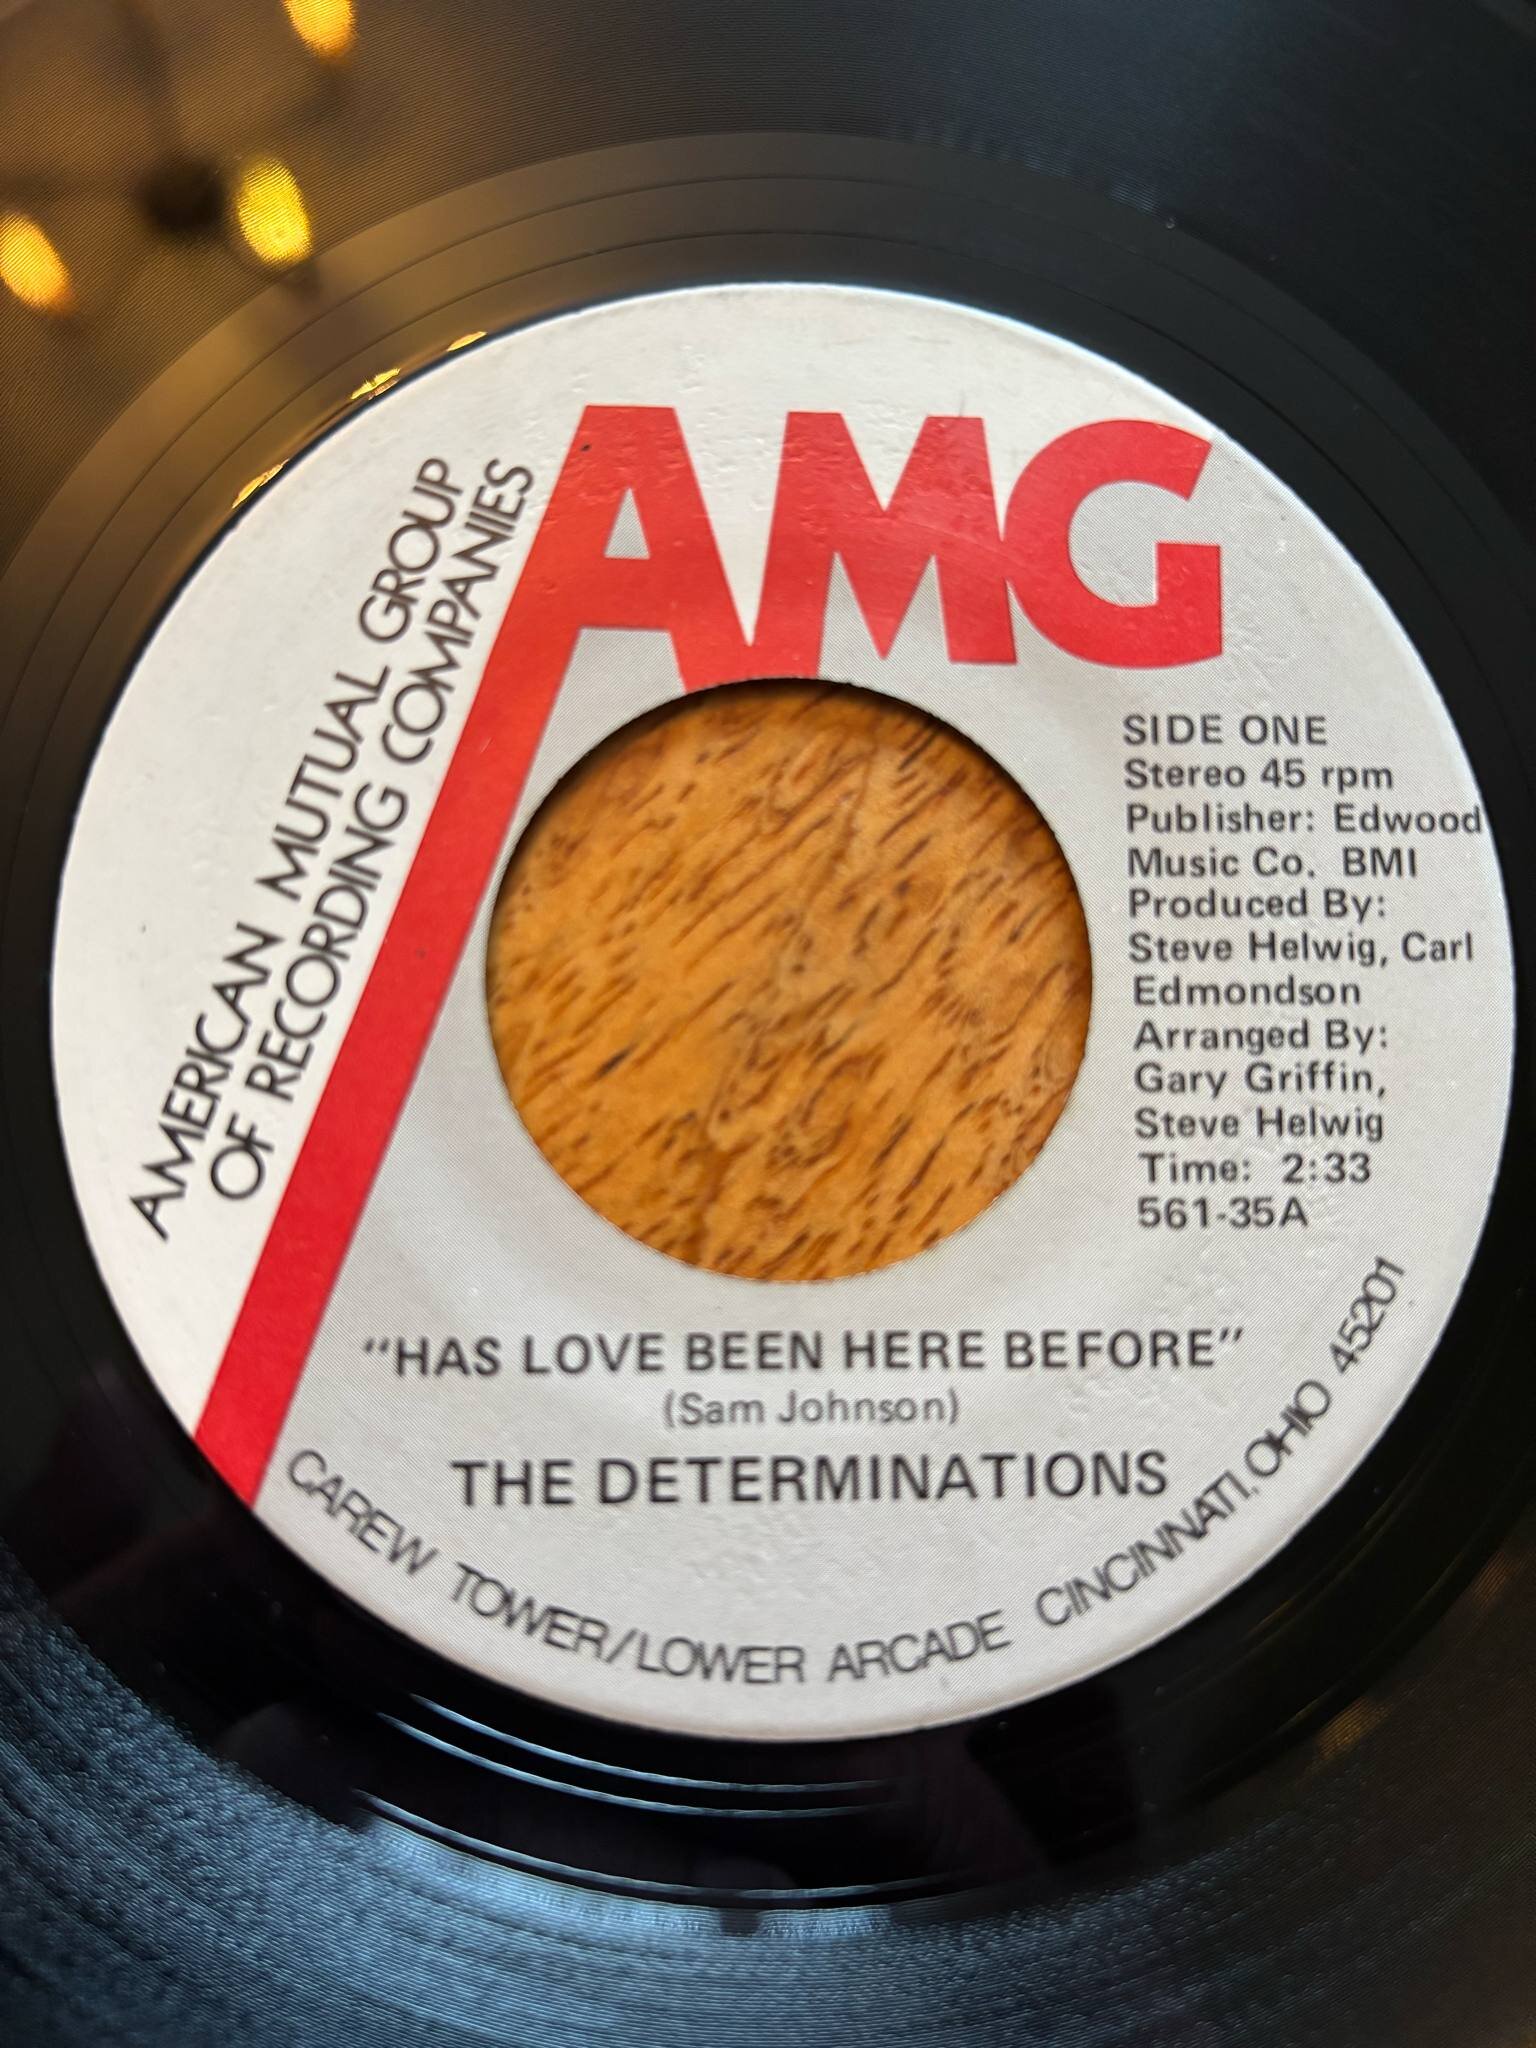 AMG
AMERICAN MUTUAL GROUP
OF RECORDING COMPANIES
SIDE ONE
Stereo 45 rpm
Publisher: Edwood
Music Co. BMI
Produced By:
Steve Helwig, Carl
Edmondson
Arranged By:
Gary Griffin,
Steve Helwig
Time: 2:33
561-35A
"HAS LOVE BEEN HERE BEFORE"
(Sam Johnson)
THE DETERMINATIONS
CAREW TOWER/LOWER ARCADE CINCINNATI, OHIO 45201